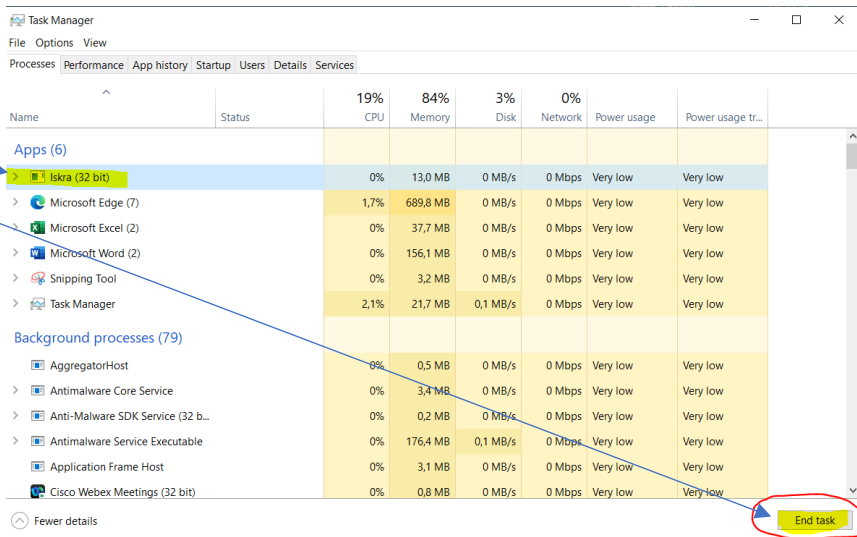 Task Manager
File Options View
Processes Performance App history Startup Users Details Services
19% 84% 3% 0%
Name Status CPU Memory Disk Network Power usage Power usage tr...
Apps (6)
Iskra (32 bit) 0% 13,0 MB 0 MB/s 0 Mbps Very low Very low
Microsoft Edge (7) 1,7% 689,8 MB 0 MB/s 0 Mbps Very low Very low
Microsoft Excel (2) 0% 37,7 MB 0 MB/s 0 Mbps Very low Very low
Microsoft Word (2) 0% 156,1 MB 0 MB/s 0 Mbps Very low Very low
Snipping Tool 0% 3,2 MB 0 MB/s 0 Mbps Very low Very low
Task Manager 2,1% 21,7 MB 0,1 MB/s 0 Mbps Very low Very low
Background processes (79)
AggregatorHost 0% 0,5 MB 0 MB/s 0 Mbps Very low Very low
Antimalware Core Service 0% 3,4 MB 0 MB/s 0 Mbps Very low Very low
Anti-Malware SDK Service (32 b... 0% 0,2 MB 0 MB/s 0 Mbps Very low Very low
Antimalware Service Executable 0% 176,4 MB 0,1 MB/s 0 Mbps Very low Very low
Application Frame Host 0% 3,1 MB 0 MB/s 0 Mbps Very low Very low
Cisco Webex Meetings (32 bit) 0% 0,8 MB 0 MB/s 0 Mbps Very low Very low
Fewer details End task